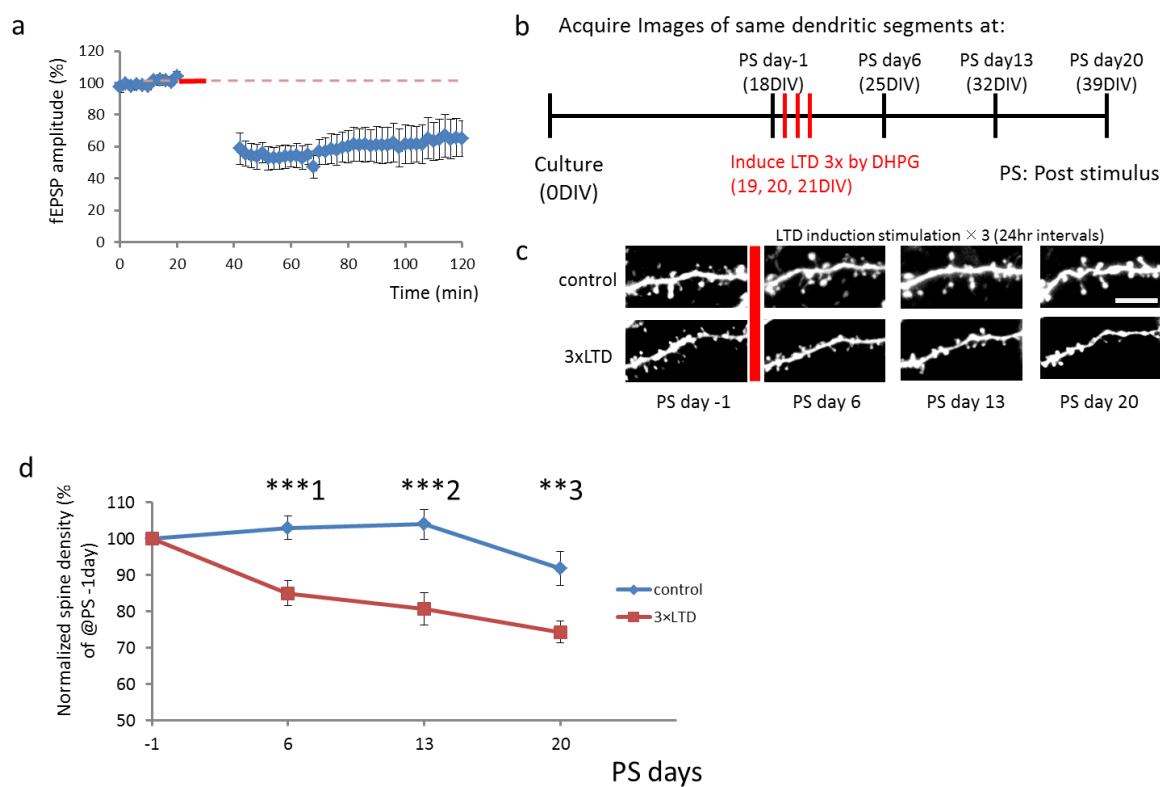 a
fEPSP amplitude (%)
120
100
80
60
40
20
0
0 20 40 60 80 100 120
Time (min)
b Acquire Images of same dendritic segments at:
PS day-1 PS day6 PS day13 PS day20
(18DIV) (25DIV) (32DIV) (39DIV)
Culture
(0DIV)
Induce LTD 3x by DHPG
(19, 20, 21DIV)
PS: Post stimulus
c
LTD induction stimulation × 3 (24hr intervals)
control
3xLTD
PS day -1 PS day 6 PS day 13 PS day 20
d
***1 ***2 **3
Normalized spine density (%
of @PS -1day)
110
100
90
80
70
60
50
-1 6 13 20
PS days
control
3×LTD